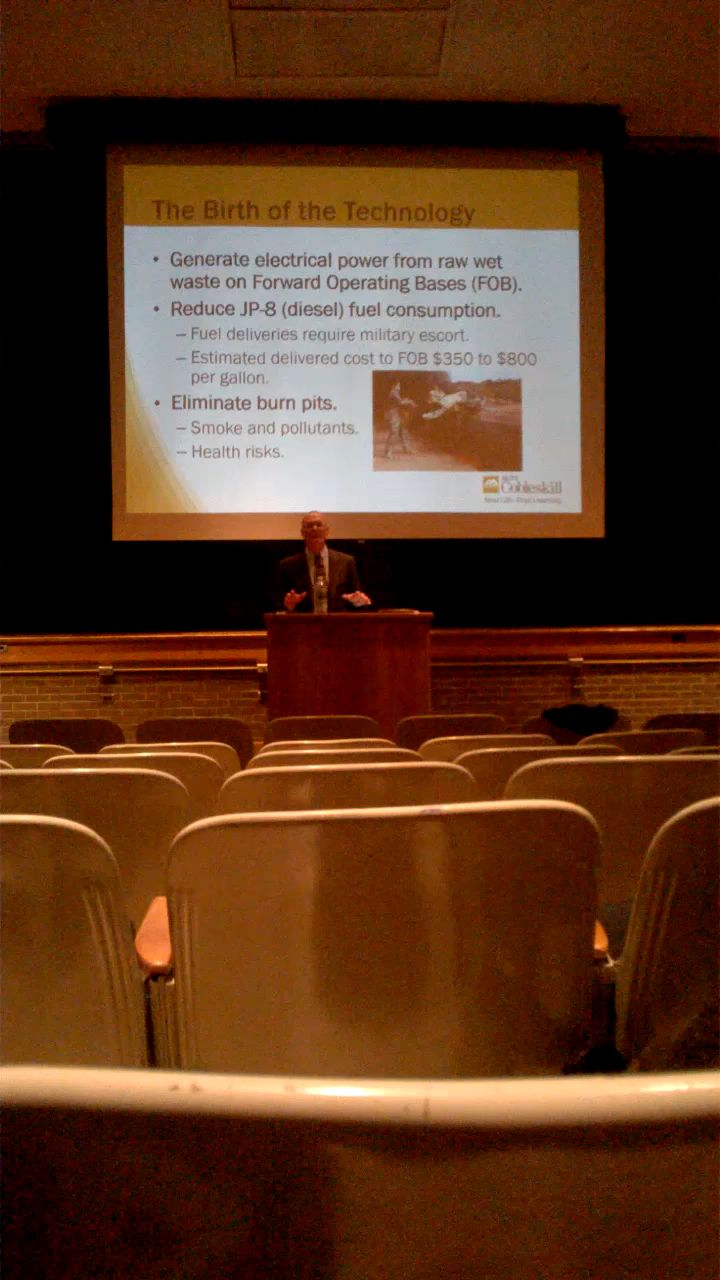 The Birth of the Technology
• Generate electrical power from raw wet
waste on Forward Operating Bases (FOB).
• Reduce JP-8 (diesel) fuel consumption.
– Fuel deliveries require military escort.
– Estimated delivered cost to FOB $350 to $800
per gallon.
• Eliminate burn pits.
– Smoke and pollutants.
– Health risks.
Cobleskill